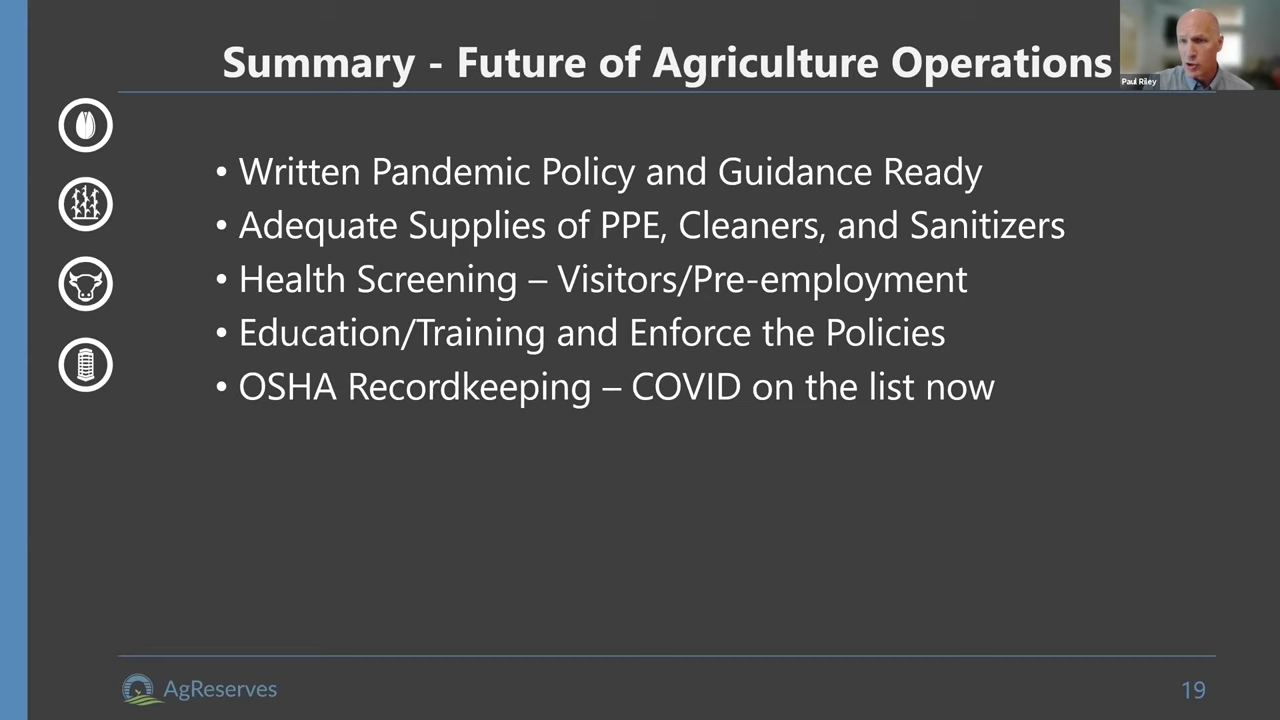 Summary - Future of Agriculture Operations
Paul Riley
• Written Pandemic Policy and Guidance Ready
• Adequate Supplies of PPE, Cleaners, and Sanitizers
• Health Screening – Visitors/Pre-employment
• Education/Training and Enforce the Policies
• OSHA Recordkeeping – COVID on the list now
AgReserves
19